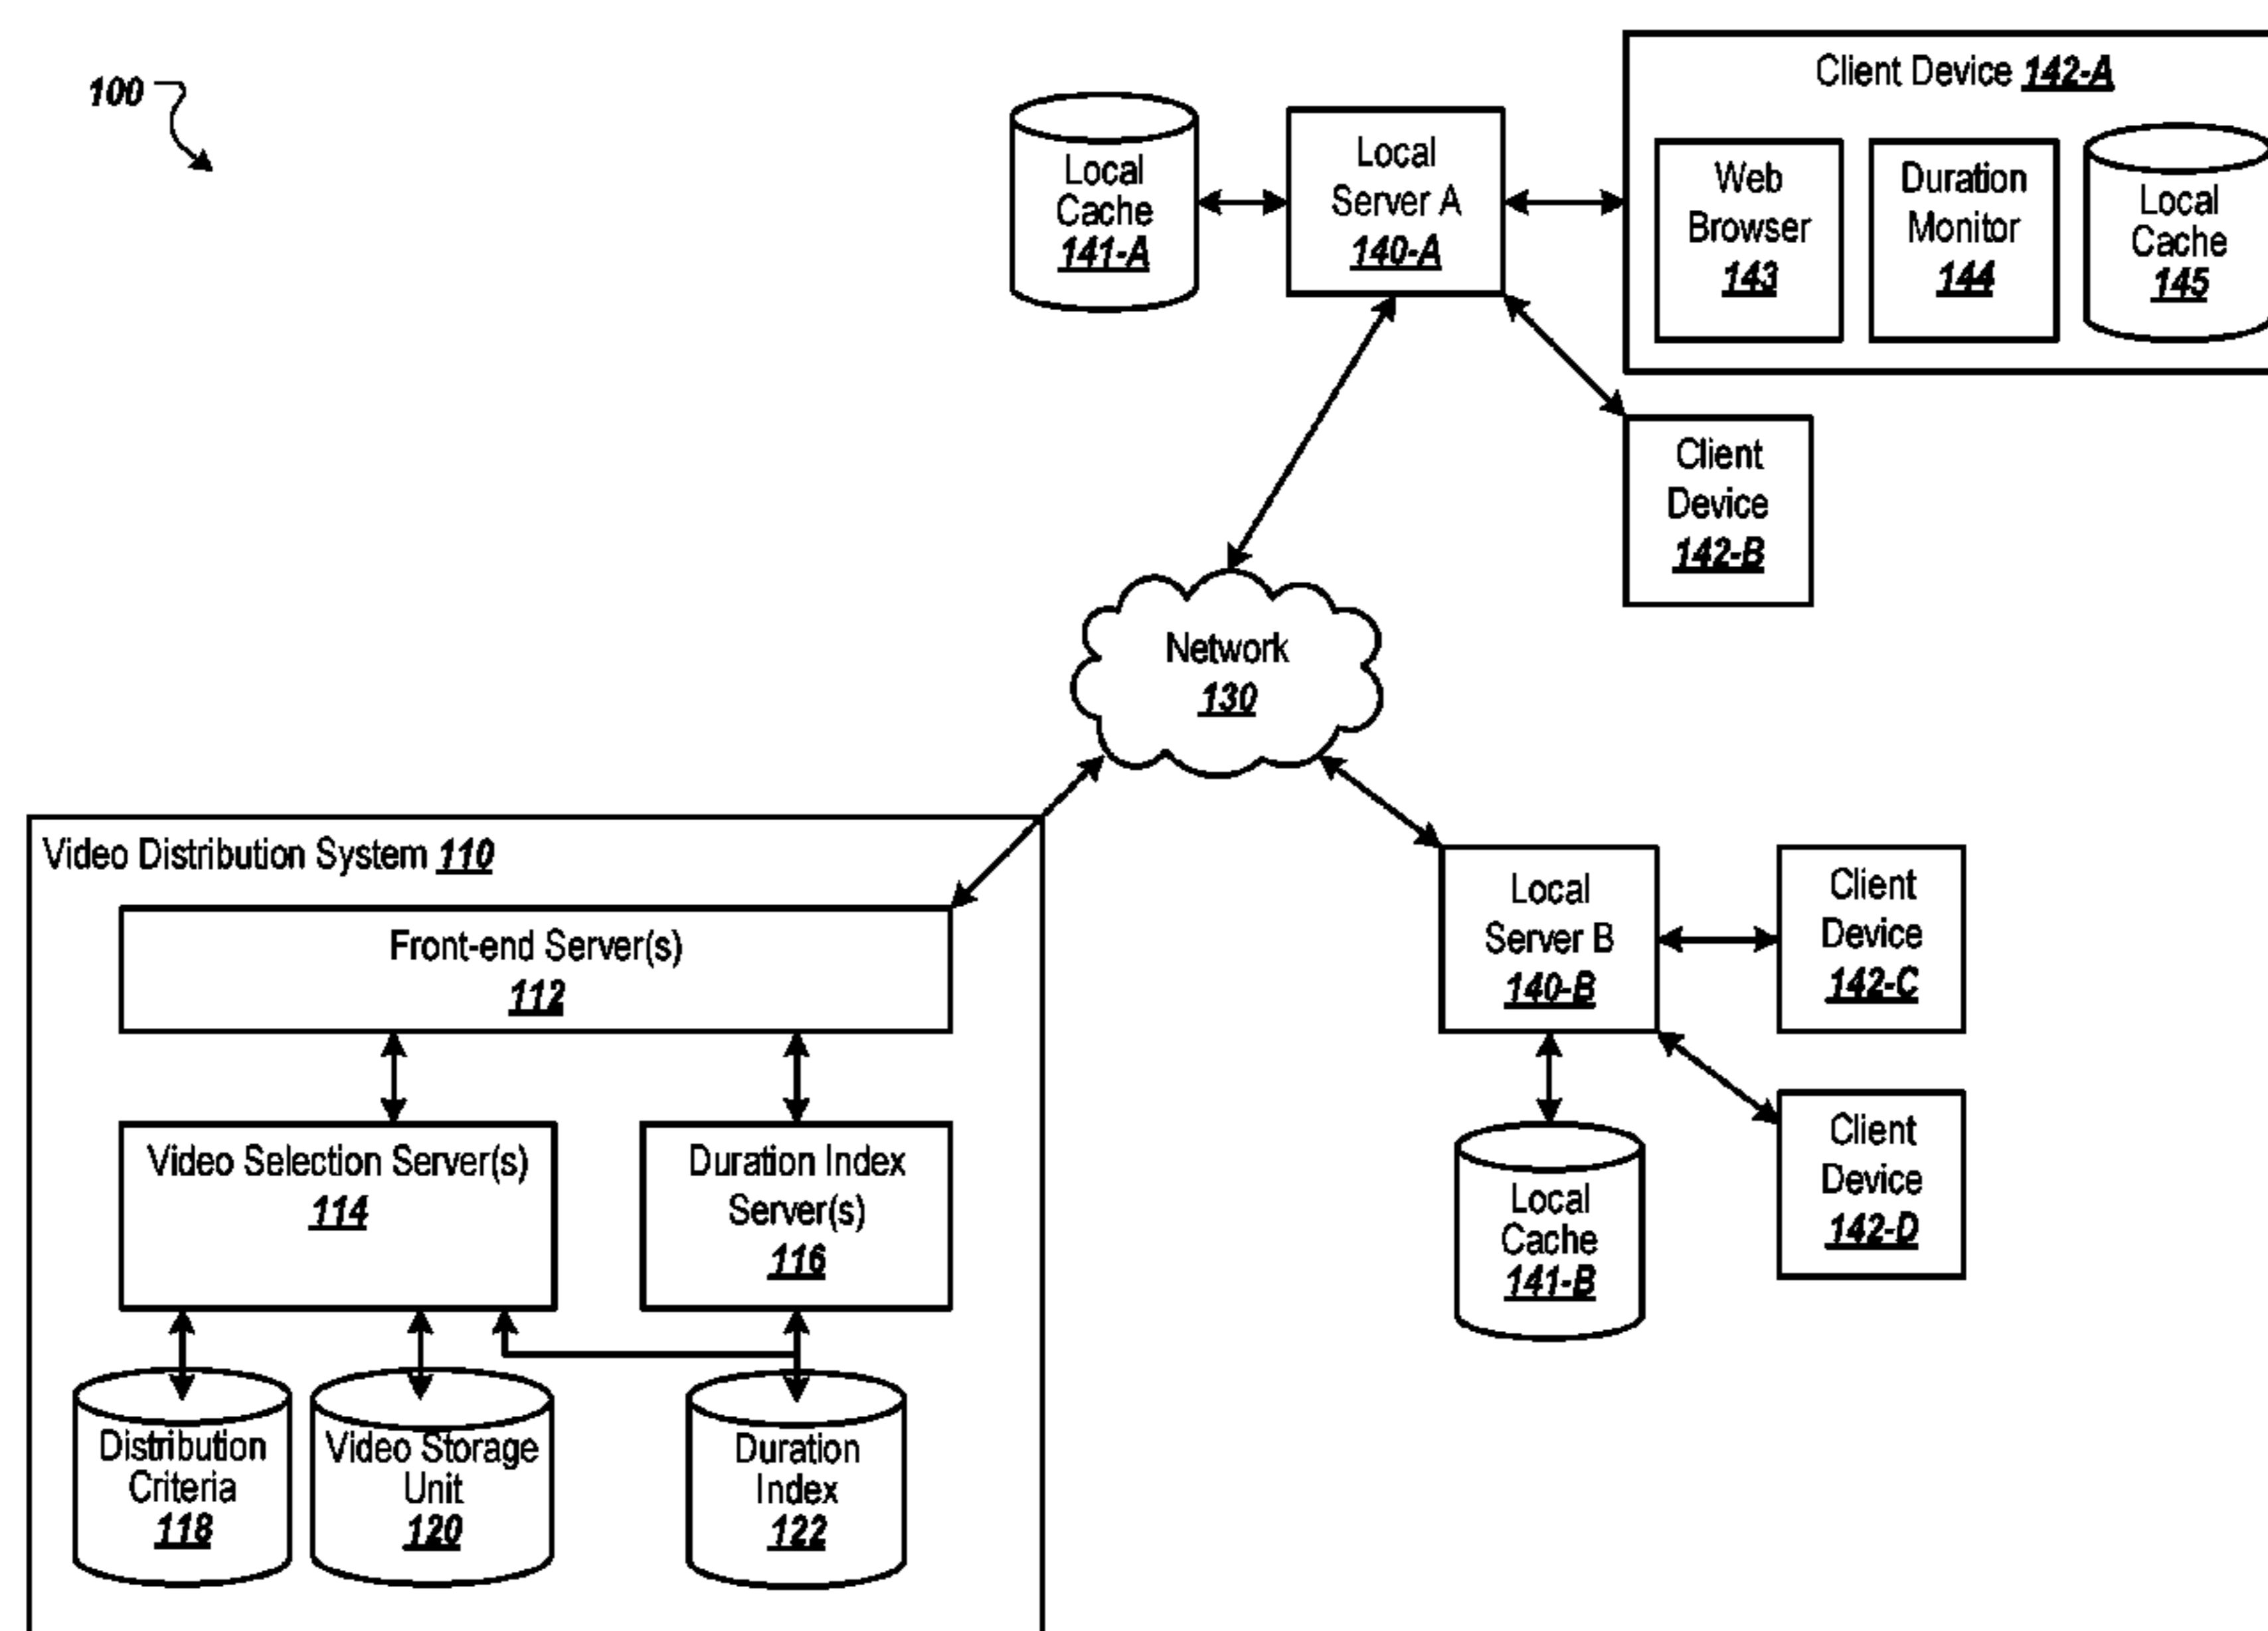 100
Client Device 142-A
Local
Cache
141-A
Local
Server A
140-A
Web
Browser
143
Duration
Monitor
144
Local
Cache
145
Client
Device
142-B
Network
130
Video Distribution System 110
Front-end Server(s)
112
Video Selection Server(s)
114
Duration Index
Server(s)
116
Distribution
Criteria
118
Video Storage
Unit
120
Duration
Index
122
Local
Server B
140-B
Client
Device
142-C
Client
Device
142-D
Local
Cache
141-B